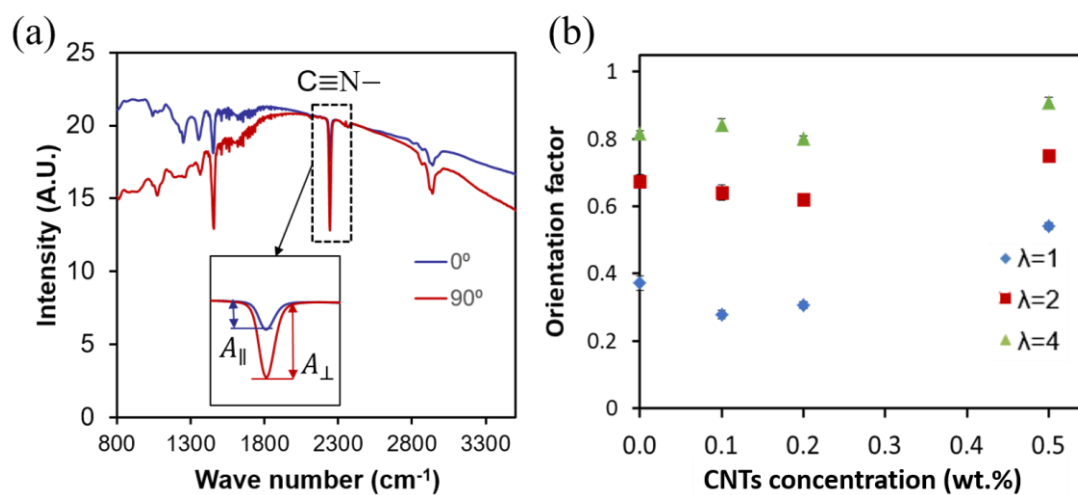 (a)
25
20
15
10
5
0
Intensity (A.U.)
C≡N−
0º
90º
A∥
A⊥
800 1300 1800 2300 2800 3300
Wave number (cm-1)
(b)
1
0.8
0.6
0.4
0.2
0
Orientation factor
λ=1
λ=2
λ=4
0.0 0.1 0.2 0.3 0.4 0.5
CNTs concentration (wt.%)